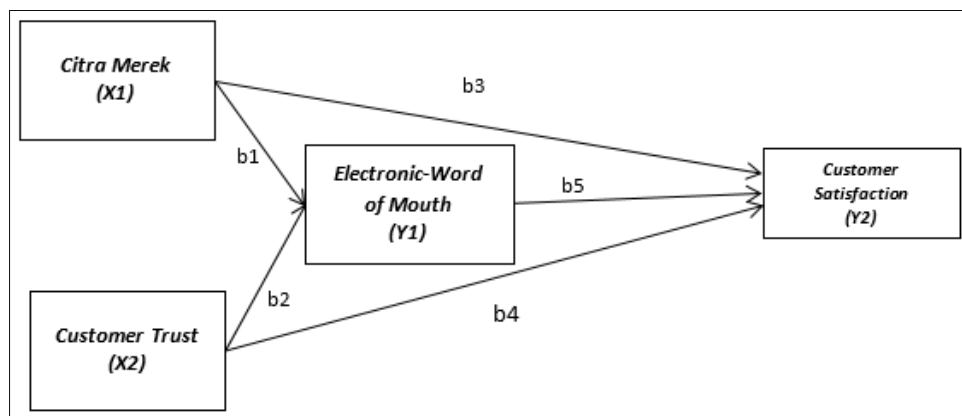 Citra Merek
(X1)
b3
b1
Electronic-Word
of Mouth
(Y1)
b5
Customer
Satisfaction
(Y2)
b2
Customer Trust
(X2)
b4